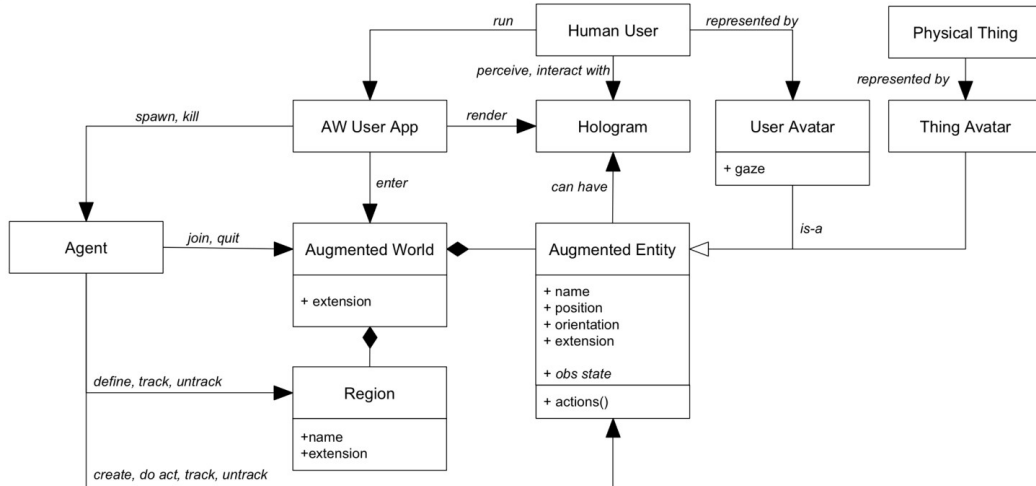 run
Human User
represented by
Physical Thing
perceive, interact with
represented by
spawn, kill
AW User App
render
Hologram
User Avatar
Thing Avatar
+ gaze
enter
can have
Agent
join, quit
Augmented World
Augmented Entity
is-a
+ extension
+ name
+ position
+ orientation
+ extension
+ obs state
define, track, untrack
Region
+ actions()
+name
+extension
create, do act, track, untrack